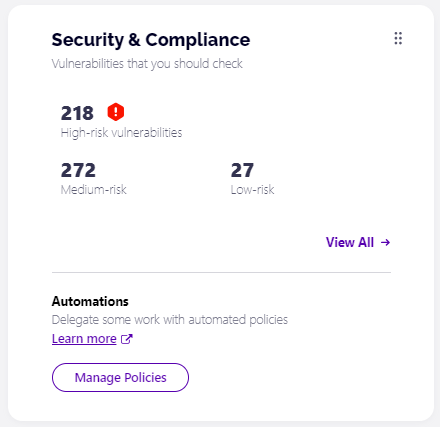 Security & Compliance
Vulnerabilities that you should check
218
High-risk vulnerabilities
272
Medium-risk
27
Low-risk
View All
Automations
Delegate some work with automated policies
Learn more
Manage Policies